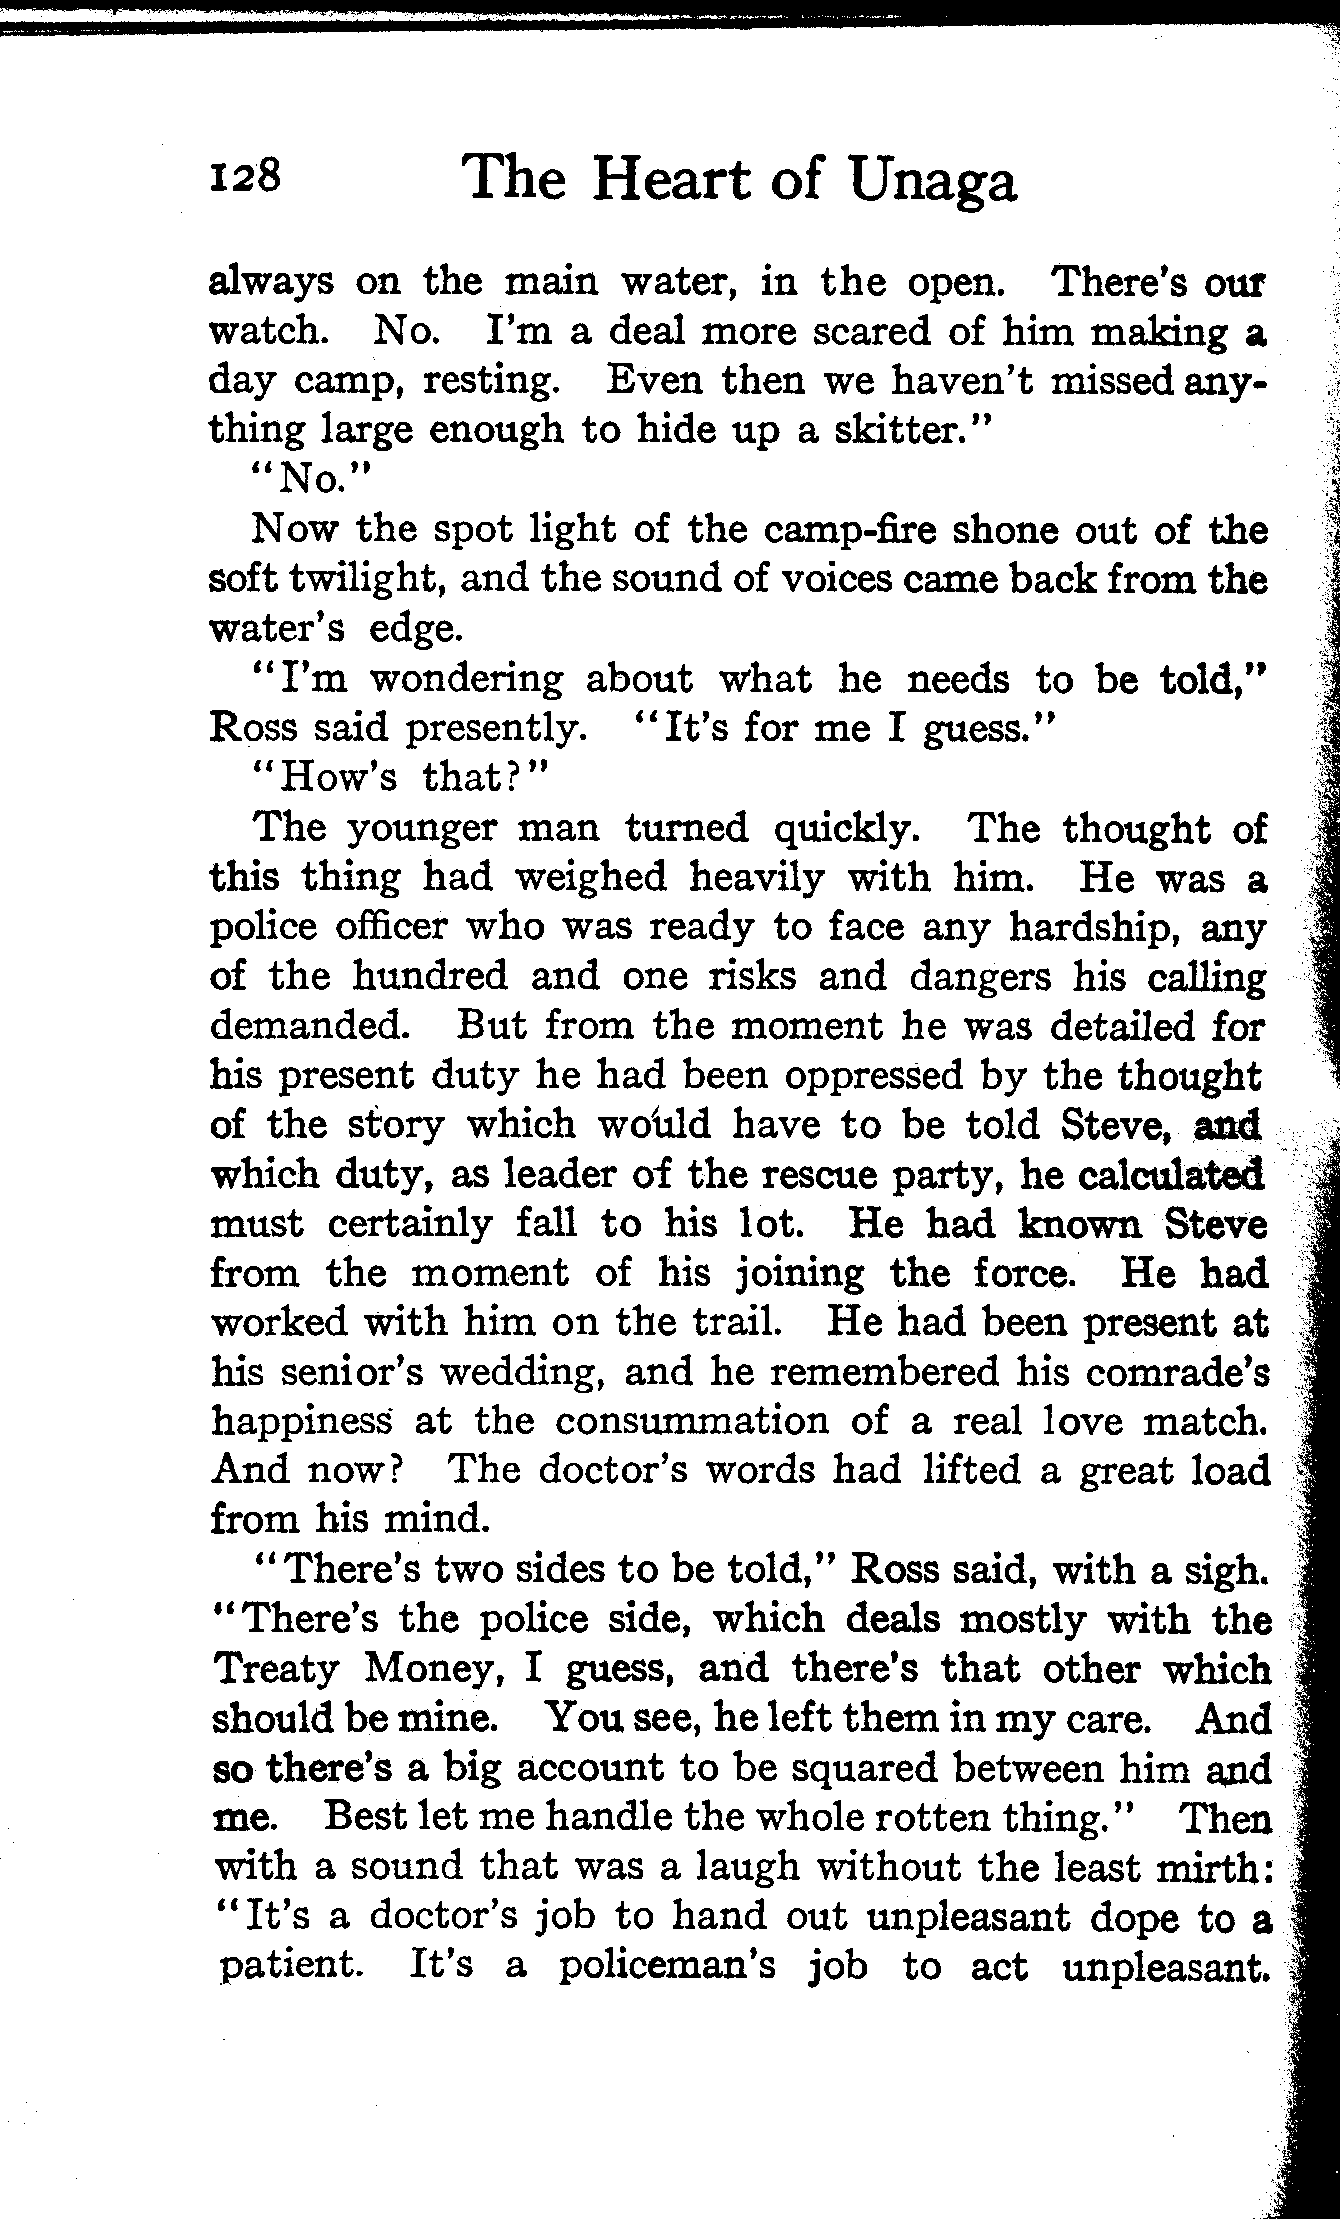 128 The Heart of Unaga
always on the main water, in the open. There's our
watch. No. I'm a deal more scared of him making a
day camp, resting. Even then we haven't missed any-
thing large enough to hide up a skitter."
"No."
Now the spot light of the camp-fire shone out of the
soft twilight, and the sound of voices came back from the
water's edge.
"I'm wondering about what he needs to be told,"
Ross said presently. "It's for me I guess."
"How's that?"
The younger man turned quickly. The thought of
this thing had weighed heavily with him. He was a
police officer who was ready to face any hardship, any
of the hundred and one risks and dangers his calling
demanded. But from the moment he was detailed for
his present duty he had been oppressed by the thought
of the story which would have to be told Steve, and
which duty, as leader of the rescue party, he calculated
must certainly fall to his lot. He had known Steve
from the moment of his joining the force. He had
worked with him on the trail. He had been present at
his senior's wedding, and he remembered his comrade's
happiness at the consummation of a real love match.
And now? The doctor's words had lifted a great load
from his mind.
"There's two sides to be told," Ross said, with a sigh.
"There's the police side, which deals mostly with the
Treaty Money, I guess, and there's that other which
should be mine. You see, he left them in my care. And
so there's a big account to be squared between him and
me. Best let me handle the whole rotten thing." Then
with a sound that was a laugh without the least mirth:
"It's a doctor's job to hand out unpleasant dope to a
patient. It's a policeman's job to act unpleasant.